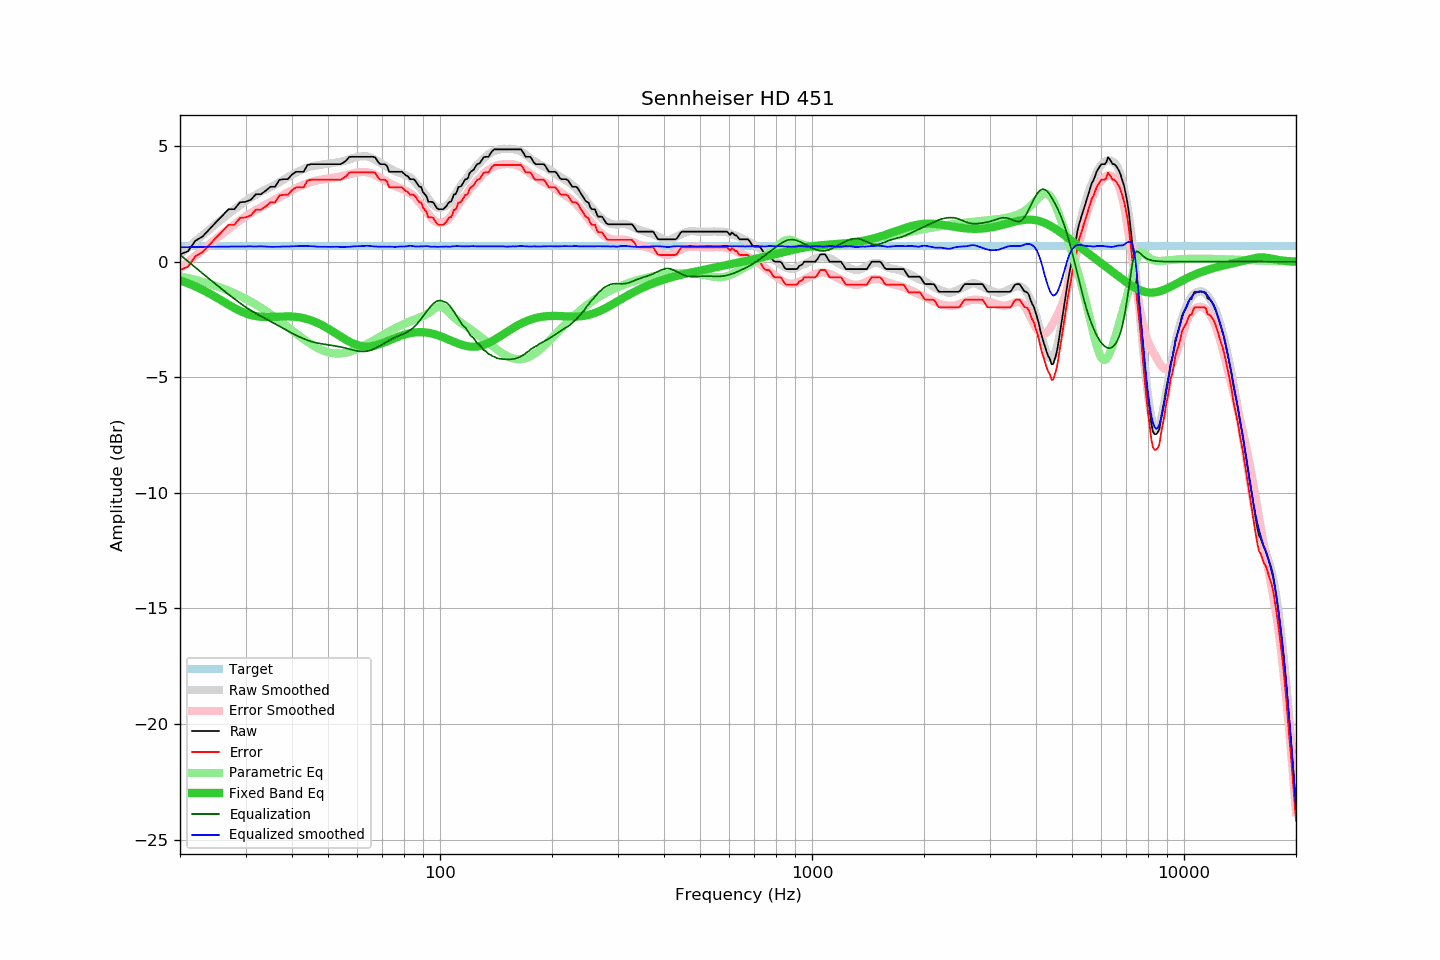 Sennheiser HD 451
5
0
−5
−10
−15
−20
−25
Amplitude (dBr)
Target
Raw Smoothed
Error Smoothed
Raw
Error
Parametric Eq
Fixed Band Eq
Equalization
Equalized smoothed
100
1000
10000
Frequency (Hz)